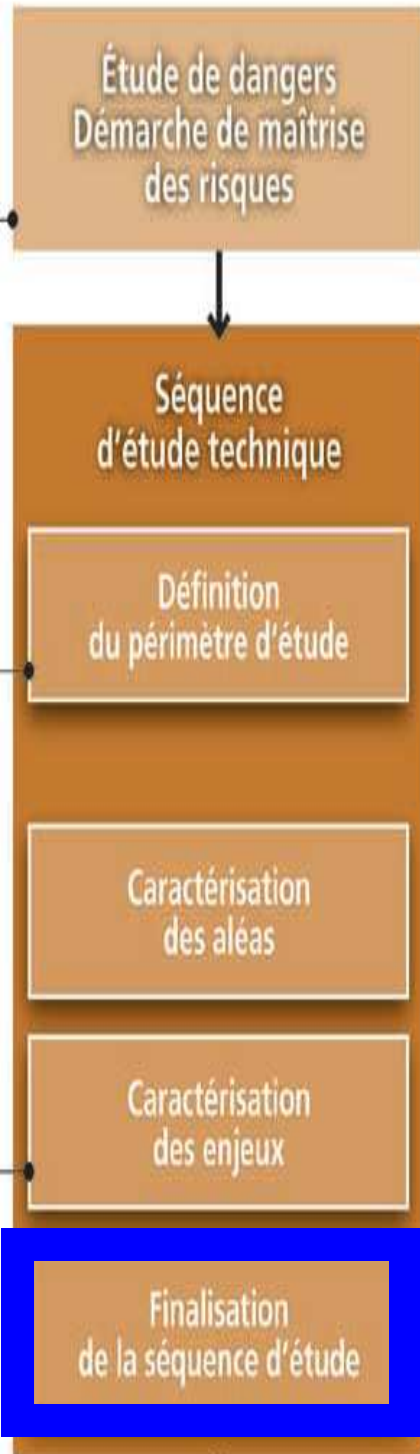 Étude de dangers
Démarche de maîtrise
des risques
Séquence
d'étude technique
Définition
du périmètre d'étude
Caractérisation
des aléas
Caractérisation
des enjeux
Finalisation
de la séquence d'étude